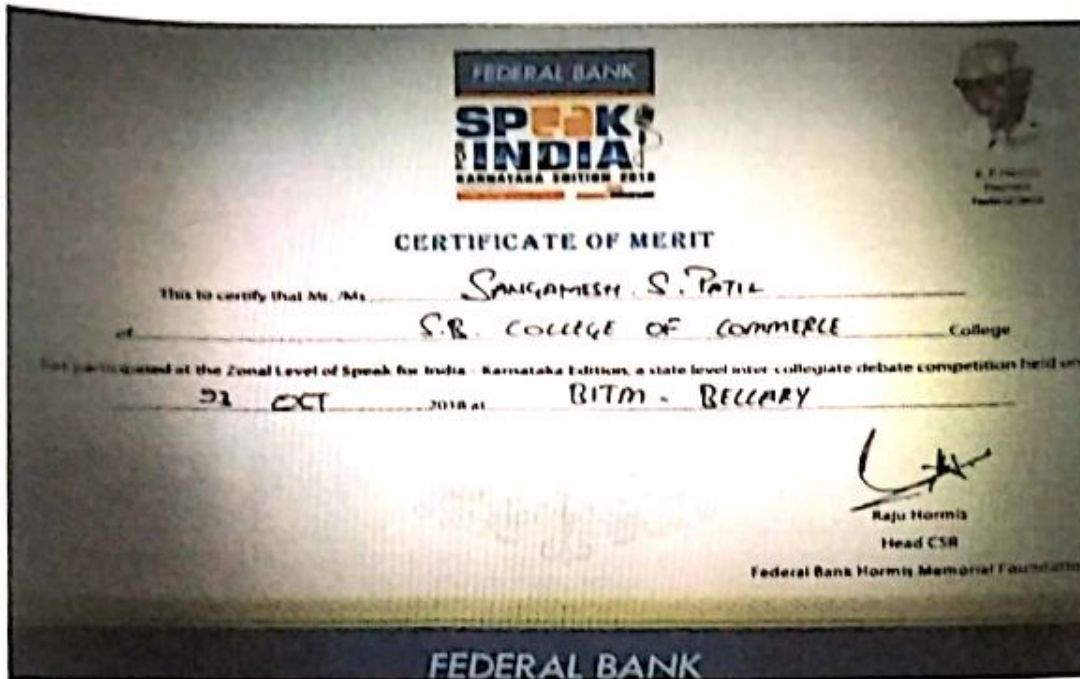 FEDERAL BANK
SPEaK
FOR INDIA
KARNATAKA EDITION 2018
Federal Bank
CERTIFICATE OF MERIT
This to certify that Mr. /Ms SANGAMESH. S. PATIL
of S.B. COLLEGE OF COMMERCE College
participated at the Zonal Level of Speak for India - Karnataka Edition, a state level inter collegiate debate competition held on
OCT 2018 at BITM - BELLARY
Raju Hormis
Head CSR
Federal Bank Hormis Memorial Foundation
FEDERAL BANK